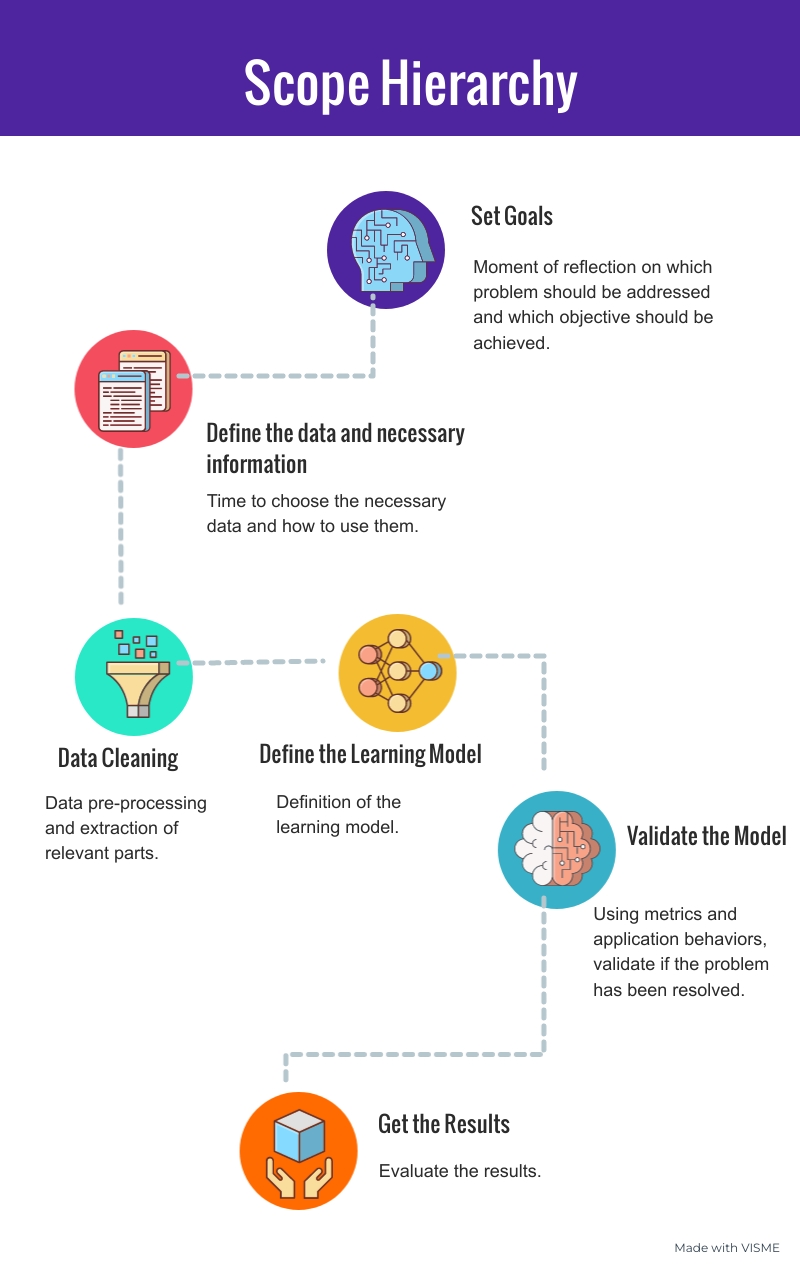 Scope Hierarchy
Set Goals
Moment of reflection on which
problem should be addressed
and which objective should be
achieved.
Define the data and necessary
information
Time to choose the necessary
data and how to use them.
Data Cleaning
Data pre-processing
and extraction of
relevant parts.
Define the Learning Model
Definition of the
learning model.
Validate the Model
Using metrics and
application behaviors,
validate if the problem
has been resolved.
Get the Results
Evaluate the results.
Made with VISME